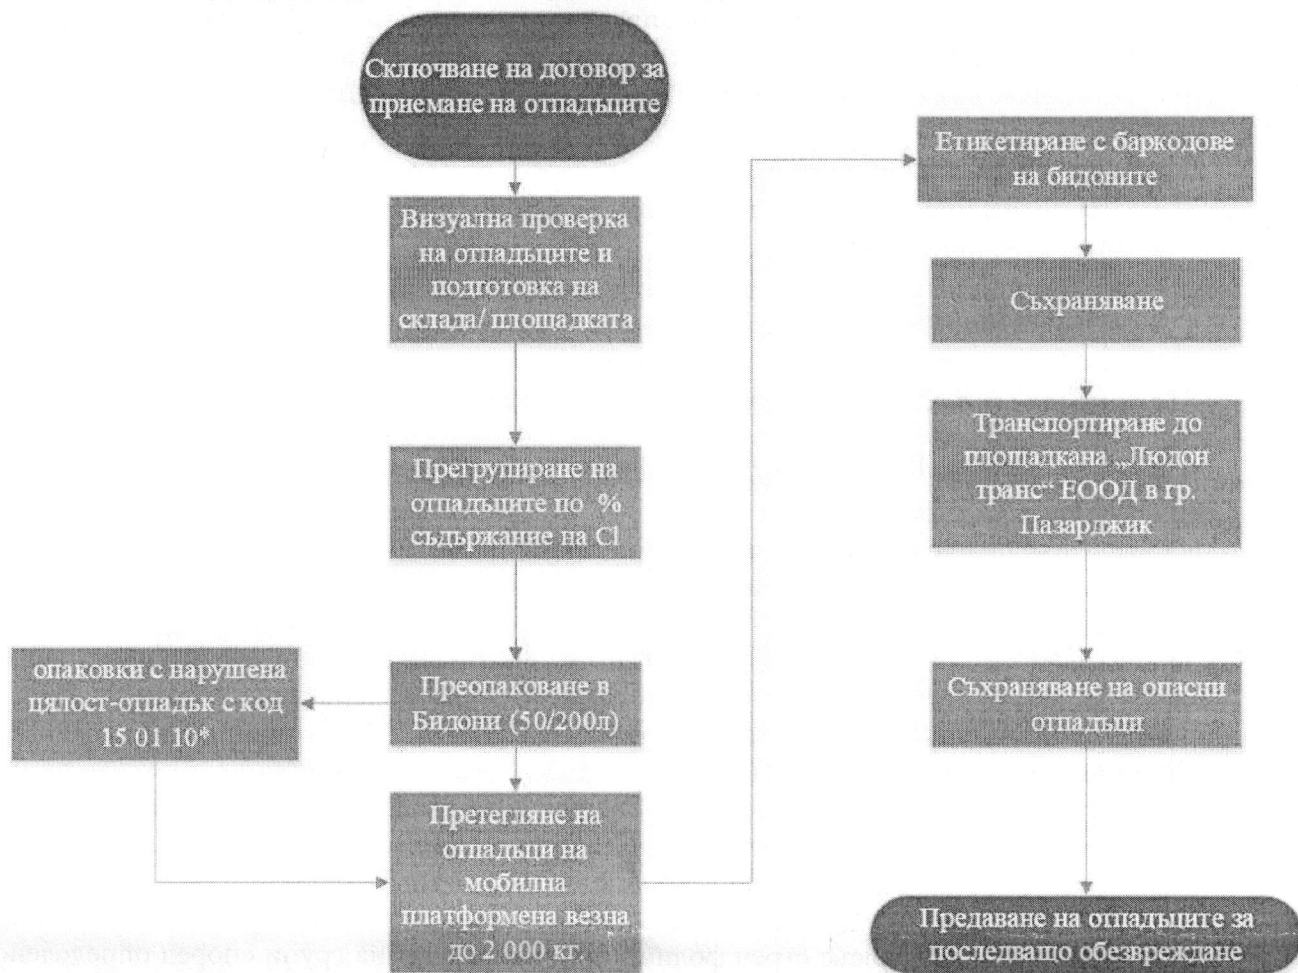 Сключване на договор за
приемане на отпадъците
Визуална проверка
на отпадъците и
подготовка на
склада/ площадката
Прегрупиране на
отпадъците по %
съдържание на Cl
Преопаковане в
Бидони (50/200л)
опаковки с нарушена
цялост-отпадък с код
15 01 10*
Претегляне на
отпадъци на
мобилна
платформена везна
до 2 000 кг
Етикетиране с баркодове
на бидоните
Съхраняване
Транспортиране до
площадкана „Людон
транс“ ЕООД в гр.
Пазарджик
Съхраняване на опасни
отпадъци
Предаване на отпадъците за
последващо обезвреждане